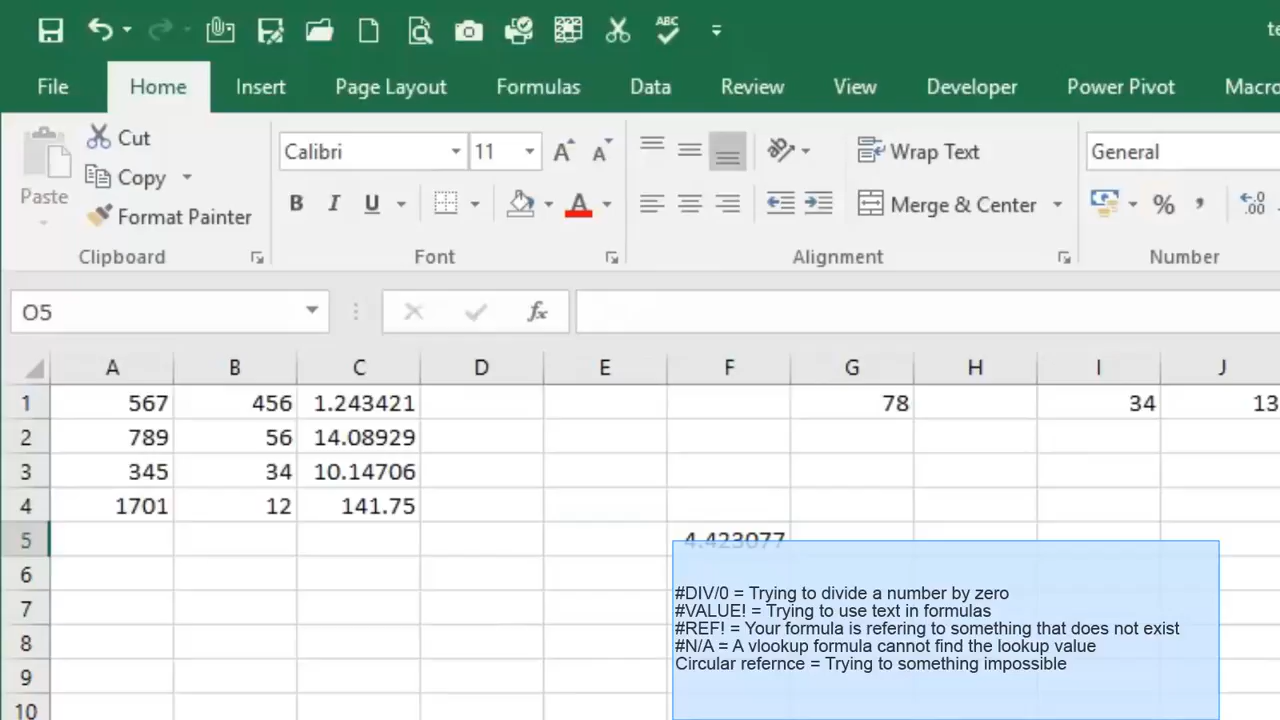 te
ABC
File Home Insert Page Layout Formulas Data Review View Developer Power Pivot Macro
Cut
Copy
Format Painter
Paste
Clipboard
Calibri 11 A A
B I U A
Font
Wrap Text
Merge & Center
Alignment
General
% , .00
Number
O5 fx
A B C D E F G H I J
1 567 456 1.243421 78 34 13
2 789 56 14.08929
3 345 34 10.14706
4 1701 12 141.75
5 4.423077
6
7
8
9
10
#DIV/0 = Trying to divide a number by zero
#VALUE! = Trying to use text in formulas
#REF! = Your formula is refering to something that does not exist
#N/A = A vlookup formula cannot find the lookup value
Circular refernce = Trying to something impossible